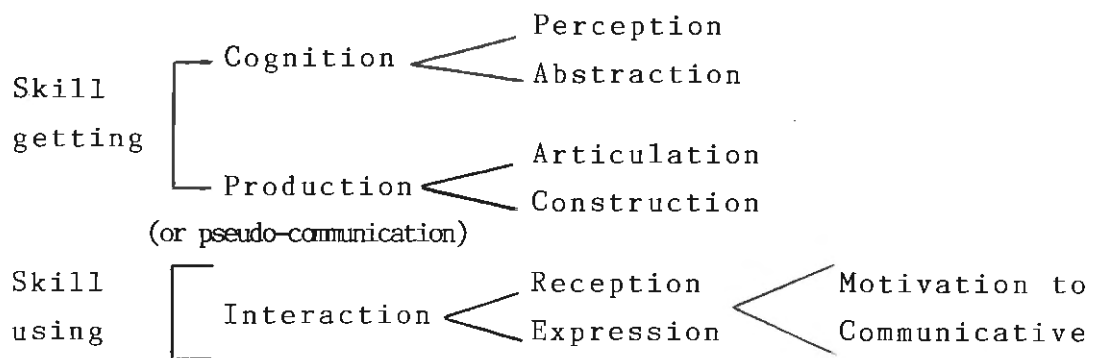 Perception
Cognition
Abstraction
Skill
getting
Articulation
Production
Construction
(or pseudo-communication)
Skill
using
Reception
Interaction
Expression
Motivation to
Communicative